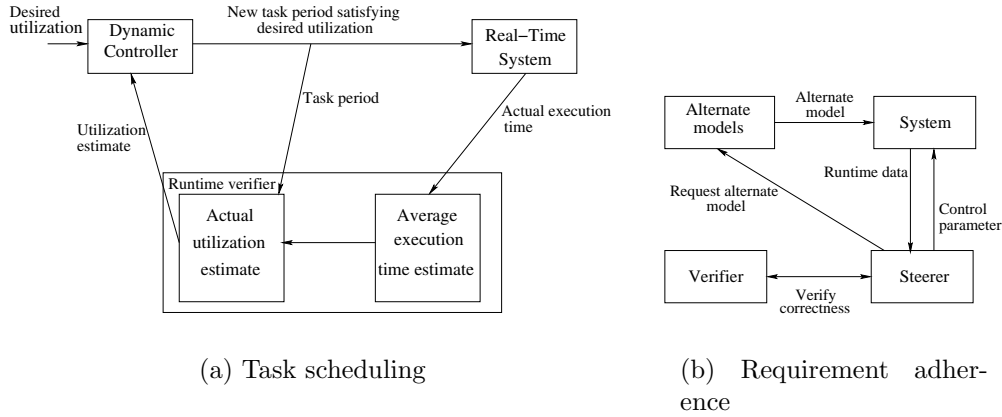 Desired
utilization
Dynamic
Controller
New task period satisfying
desired utilization
Real-Time
System
Task period
Actual execution
time
Utilization
estimate
Runtime verifier
Actual
utilization
estimate
Average
execution
time estimate
(a) Task scheduling
Alternate
models
Alternate
model
System
Runtime data
Request alternate
model
Control
parameter
Verifier
Steerer
Verify
correctness
(b) Requirement adher-
ence